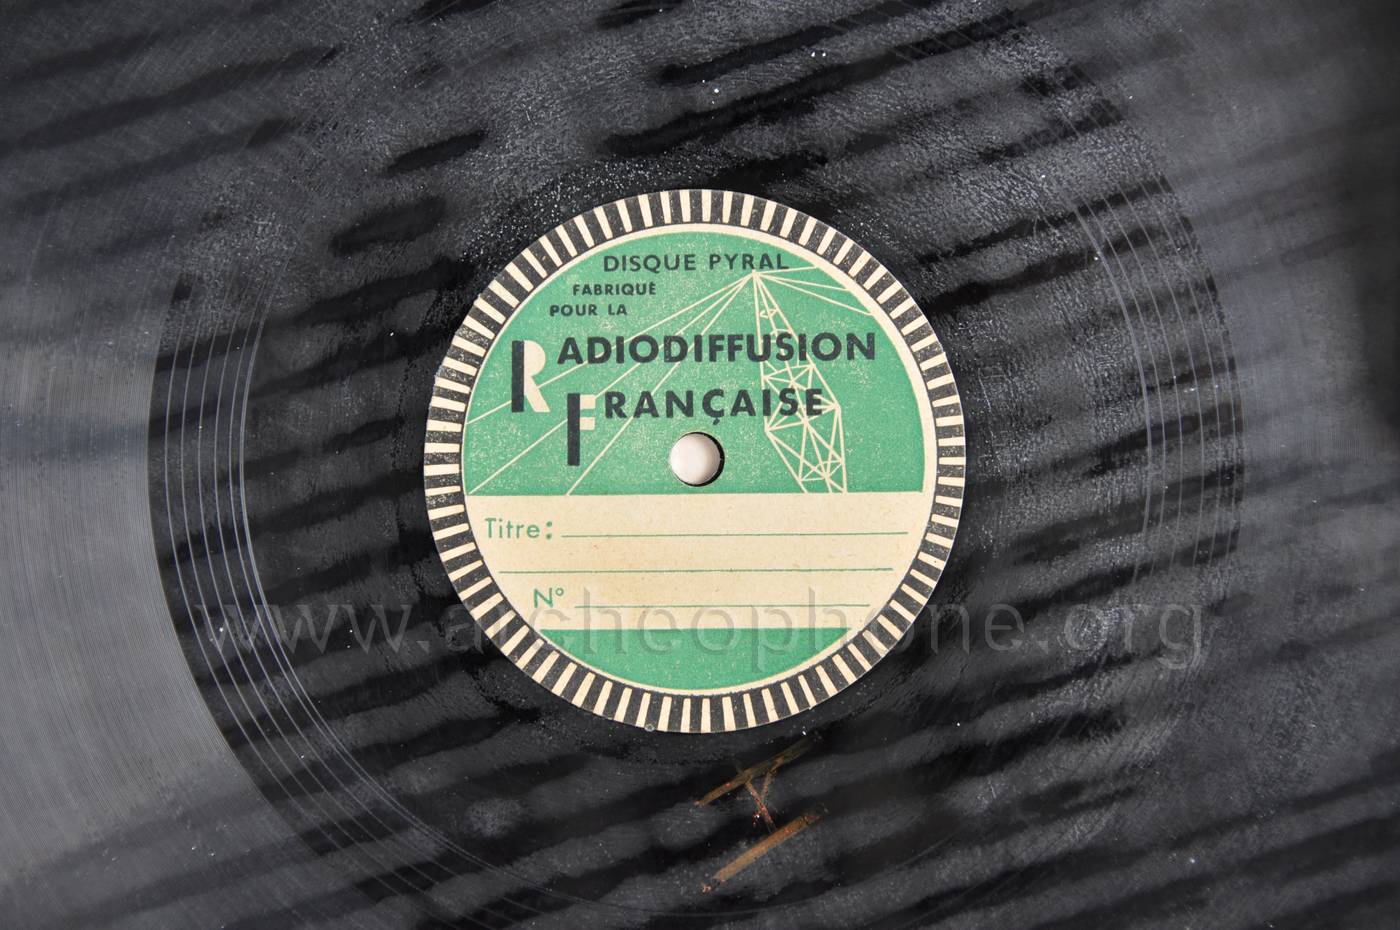 DISQUE PYRAL
FABRIQUÉ
POUR LA
RADIODIFFUSION
FRANÇAISE
Titre:
N°
www.archeophone.org
I